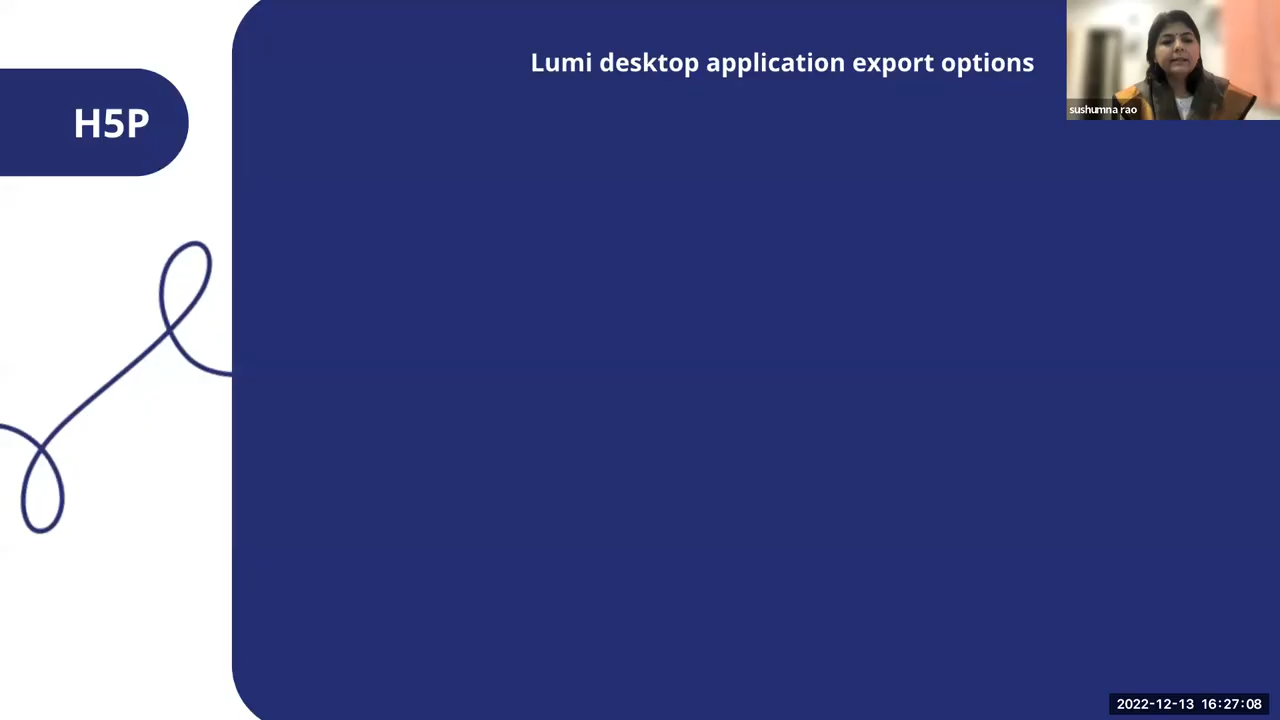 Lumi desktop application export options
H5P
sushumna rao
2022-12-13 16:27:08